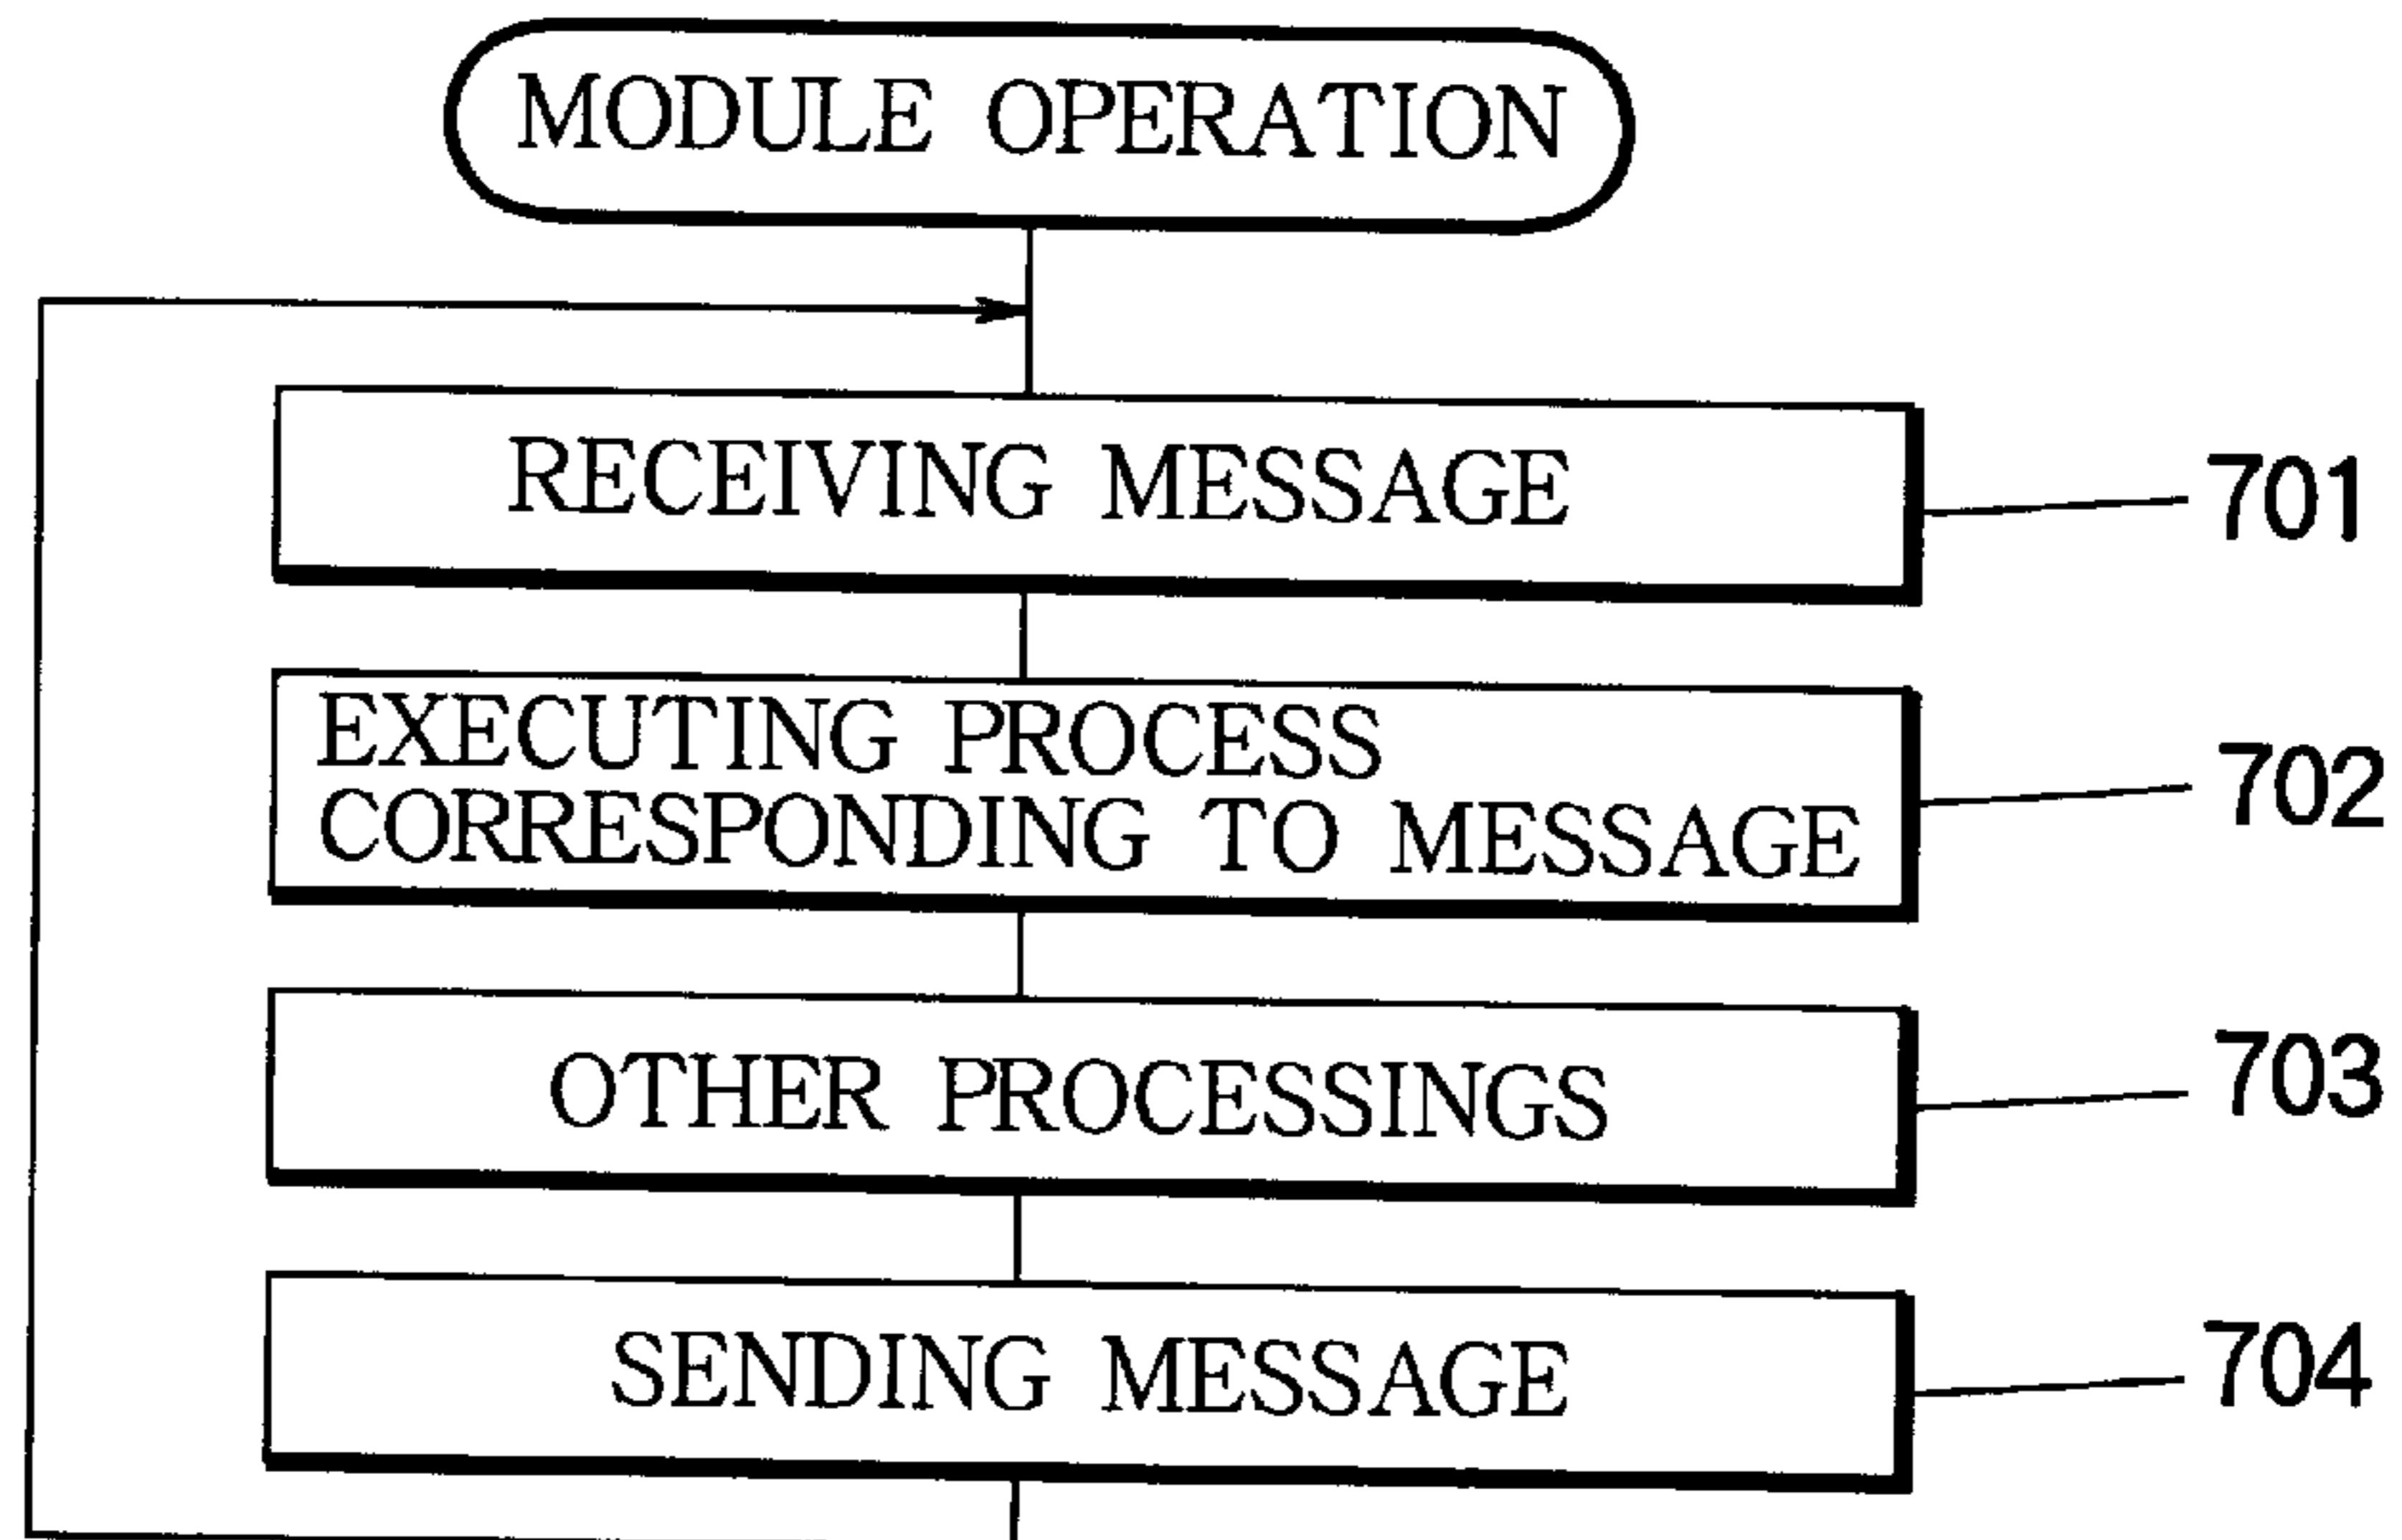 MODULE OPERATION
RECEIVING MESSAGE
701
EXECUTING PROCESS
CORRESPONDING TO MESSAGE
702
OTHER PROCESSINGS
703
SENDING MESSAGE
704